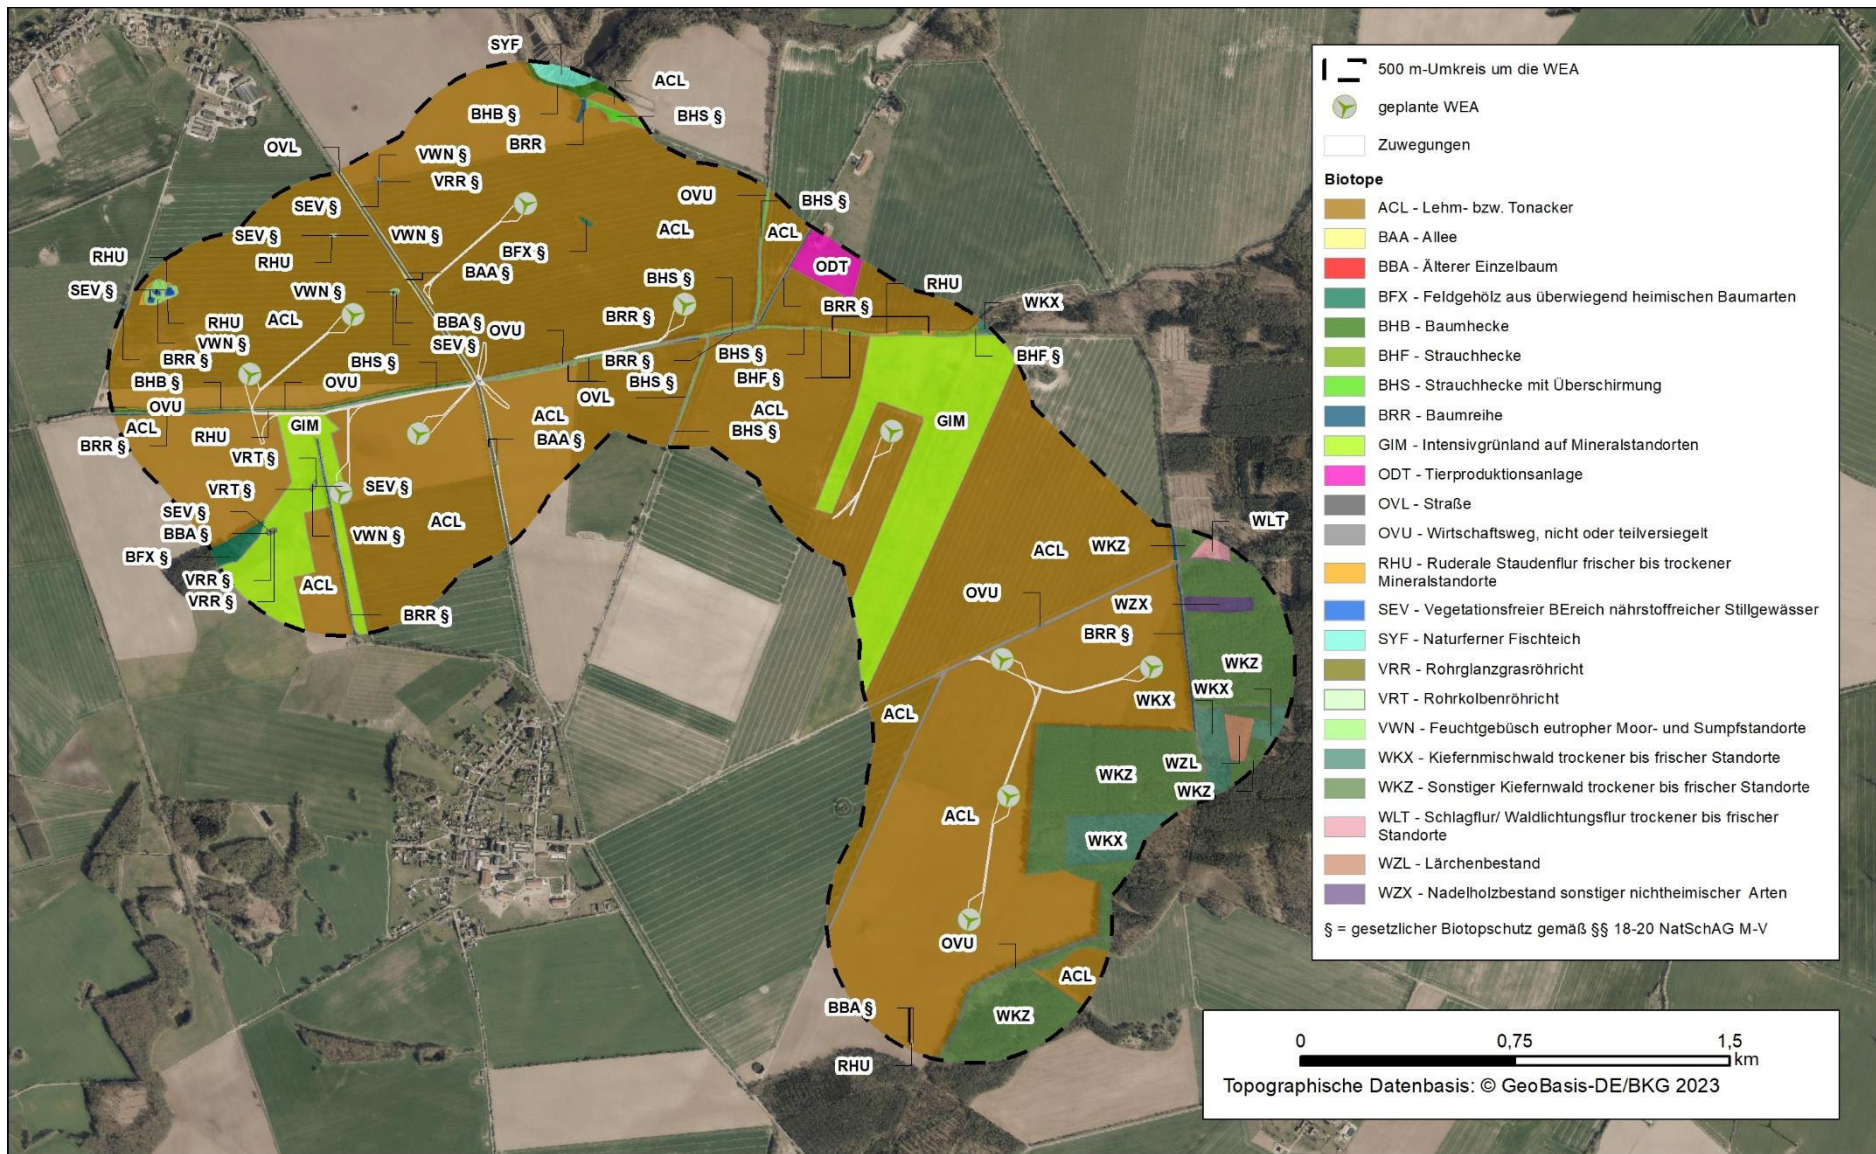 SYF
ACL
BHB §
BHS §
BRR
OVL
VWN §
VRR §
OVU
BHS §
SEV §
ACL
ACL
SEV §
VWN §
RHU
BFX §
RHU
ODT
BAA §
BHS §
RHU
SEV §
VWN §
BRR §
WKX
RHU
ACL
BBA §
OVU
BRR §
VWN §
SEV §
BRR §
BHS §
BRR §
BHS §
BHF §
BHB §
OVU
BHS §
BHF §
OVL
OVU
ACL
ACL
GIM
ACL
GIM
BRR §
RHU
BAA §
BHS §
VRT §
VRT §
SEV §
SEV §
ACL
WLT
BBA §
VWN §
ACL
WKZ
BFX §
VRR §
ACL
OVU
WZX
VRR §
BRR §
BRR §
WKZ
WKX
WKX
ACL
WZL
WKZ
WKZ
ACL
WKX
OVU
ACL
BBA §
WKZ
RHU
500 m-Umkreis um die WEA
geplante WEA
Zuwegungen
Biotope
ACL - Lehm- bzw. Tonacker
BAA - Allee
BBA - Älterer Einzelbaum
BFX - Feldgehölz aus überwiegend heimischen Baumarten
BHB - Baumhecke
BHF - Strauchhecke
BHS - Strauchhecke mit Überschirmung
BRR - Baumreihe
GIM - Intensivgrünland auf Mineralstandorten
ODT - Tierproduktionsanlage
OVL - Straße
OVU - Wirtschaftsweg, nicht oder teilversiegelt
RHU - Ruderale Staudenflur frischer bis trockener
Mineralstandorte
SEV - Vegetationsfreier BEreich nährstoffreicher Stillgewässer
SYF - Naturferner Fischteich
VRR - Rohrglanzgrasröhricht
VRT - Rohrkolbenröhricht
VWN - Feuchtgebüsch eutropher Moor- und Sumpfstandorte
WKX - Kiefernmischwald trockener bis frischer Standorte
WKZ - Sonstiger Kiefernwald trockener bis frischer Standorte
WLT - Schlagflur/ Waldlichtungsflur trockener bis frischer
Standorte
WZL - Lärchenbestand
WZX - Nadelholzbestand sonstiger nichtheimischer Arten
§ = gesetzlicher Biotopschutz gemäß §§ 18-20 NatSchAG M-V
0 0,75 1,5
km
Topographische Datenbasis: © GeoBasis-DE/BKG 2023